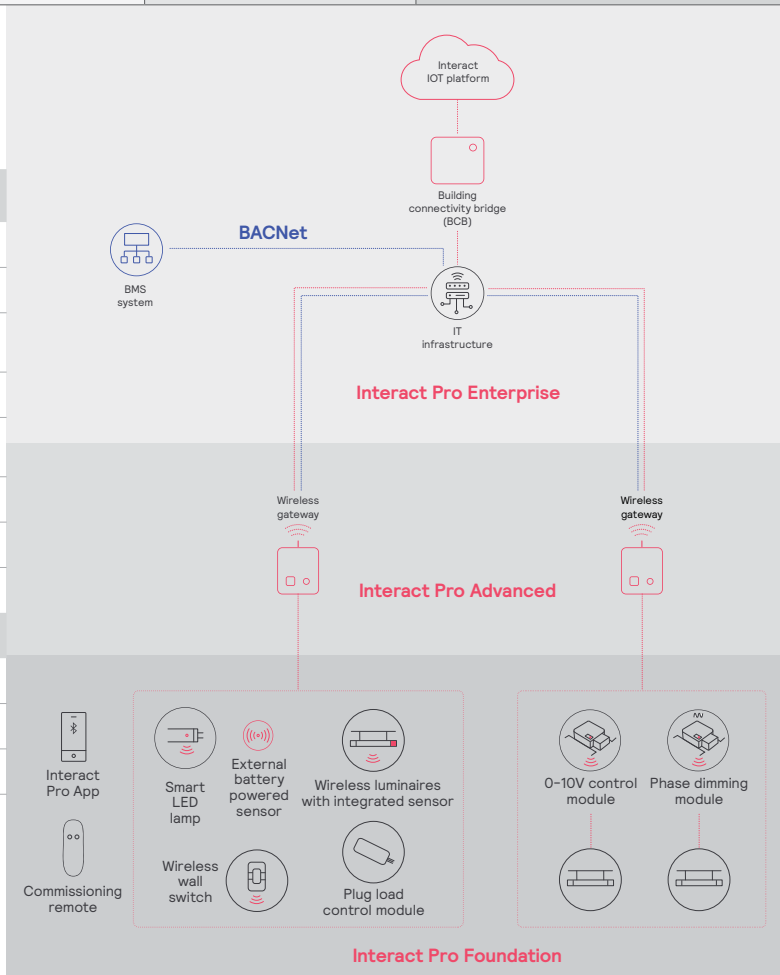 Interact
IOT platform
Building
connectivity bridge
(BCB)
BACNet
BMS
system
IT
infrastructure
Interact Pro Enterprise
Wireless
gateway
Wireless
gateway
Interact Pro Advanced
Interact
Pro App
Smart
LED
lamp
External
battery
powered
sensor
Wireless luminaires
with integrated sensor
0-10V control
module
Phase dimming
module
Commissioning
remote
Wireless
wall
switch
Plug load
control module
Interact Pro Foundation